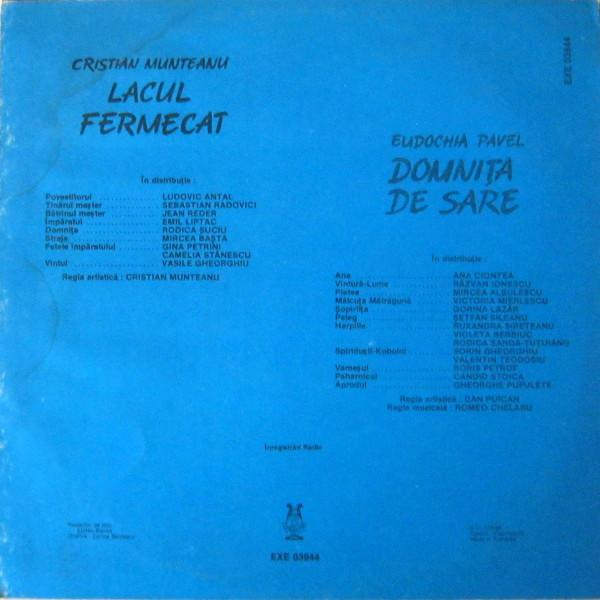 CRISTIAN MUNTEANU
LACUL
FERMECAT
În distribuție :
Povestitorul ............ LUDOVIC ANTAL
Tînărul meșter ............ SEBASTIAN RADOVICI
Bătrînul meșter ............ JEAN REDER
Împăratul ............ EMIL LIPTAC
Domnița ............ RODICA SUCIU
Straja ............ MIRCEA BAȘTA
Fetele împăratului ............ GINA PETRINI
CAMELIA STĂNESCU
Vîntul ............ VASILE GHEORGHIU
Regia artistică : CRISTIAN MUNTEANU
EXE 03944
EUDOCHIA PAVEL
DOMNIȚA
DE SARE
În distribuție :
Ana ............ ANA CIONTEA
Vîntură-Lume ............ RĂZVAN IONESCU
Pietea ............ MIRCEA ALBULESCU
Mătcuța Mătrăgună ............ VICTORIA MIERLESCU
Șopîrlița ............ DORINA LAZĂR
Peleg ............ ȘTEFAN SILEANU
Harpiile ............ RUXANDRA SIRETEANU
VIOLETA BERBIUC
RODICA SANDA-ȚUȚUIANU
Spiridușii-Kobold ............ SORIN GHEORGHIU
VALENTIN TEODOSIU
Vameșul ............ BORIS PETROF
Paharnicul ............ CANDID STOICA
Aprodul ............ GHEORGHE PUFULETE
Regia artistică : DAN PUICAN
Regia muzicală : ROMEO CHELARU
Înregistrări Radio
EXE 03944